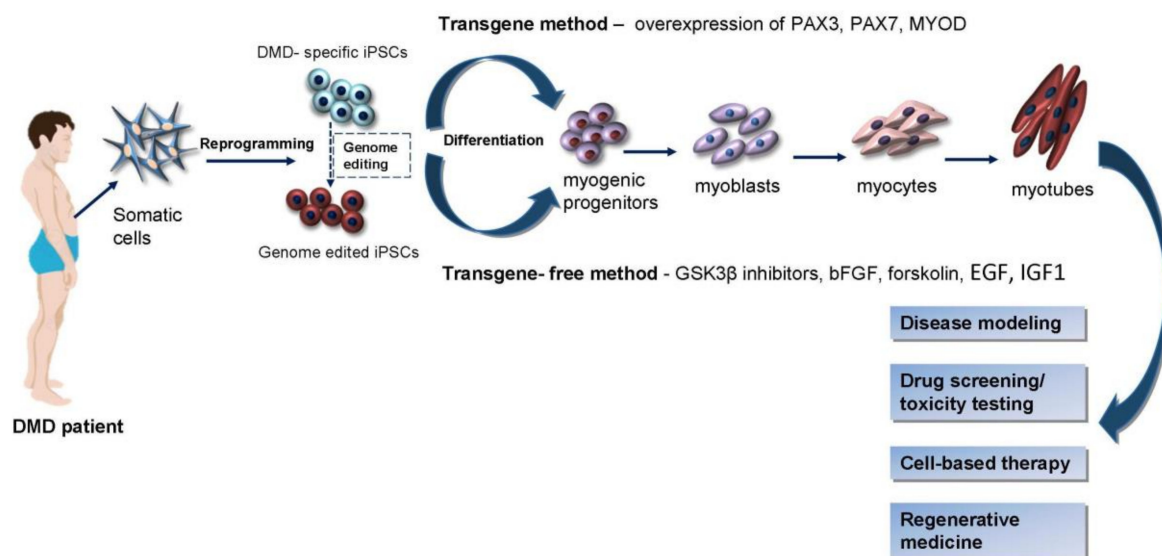 Transgene method – overexpression of PAX3, PAX7, MYOD
DMD- specific iPSCs
Reprogramming
Genome
editing
Differentiation
Somatic
cells
Genome edited iPSCs
myogenic
progenitors
myoblasts
myocytes
myotubes
Transgene- free method - GSK3β inhibitors, bFGF, forskolin, EGF, IGF1
DMD patient
Disease modeling
Drug screening/
toxicity testing
Cell-based therapy
Regenerative
medicine